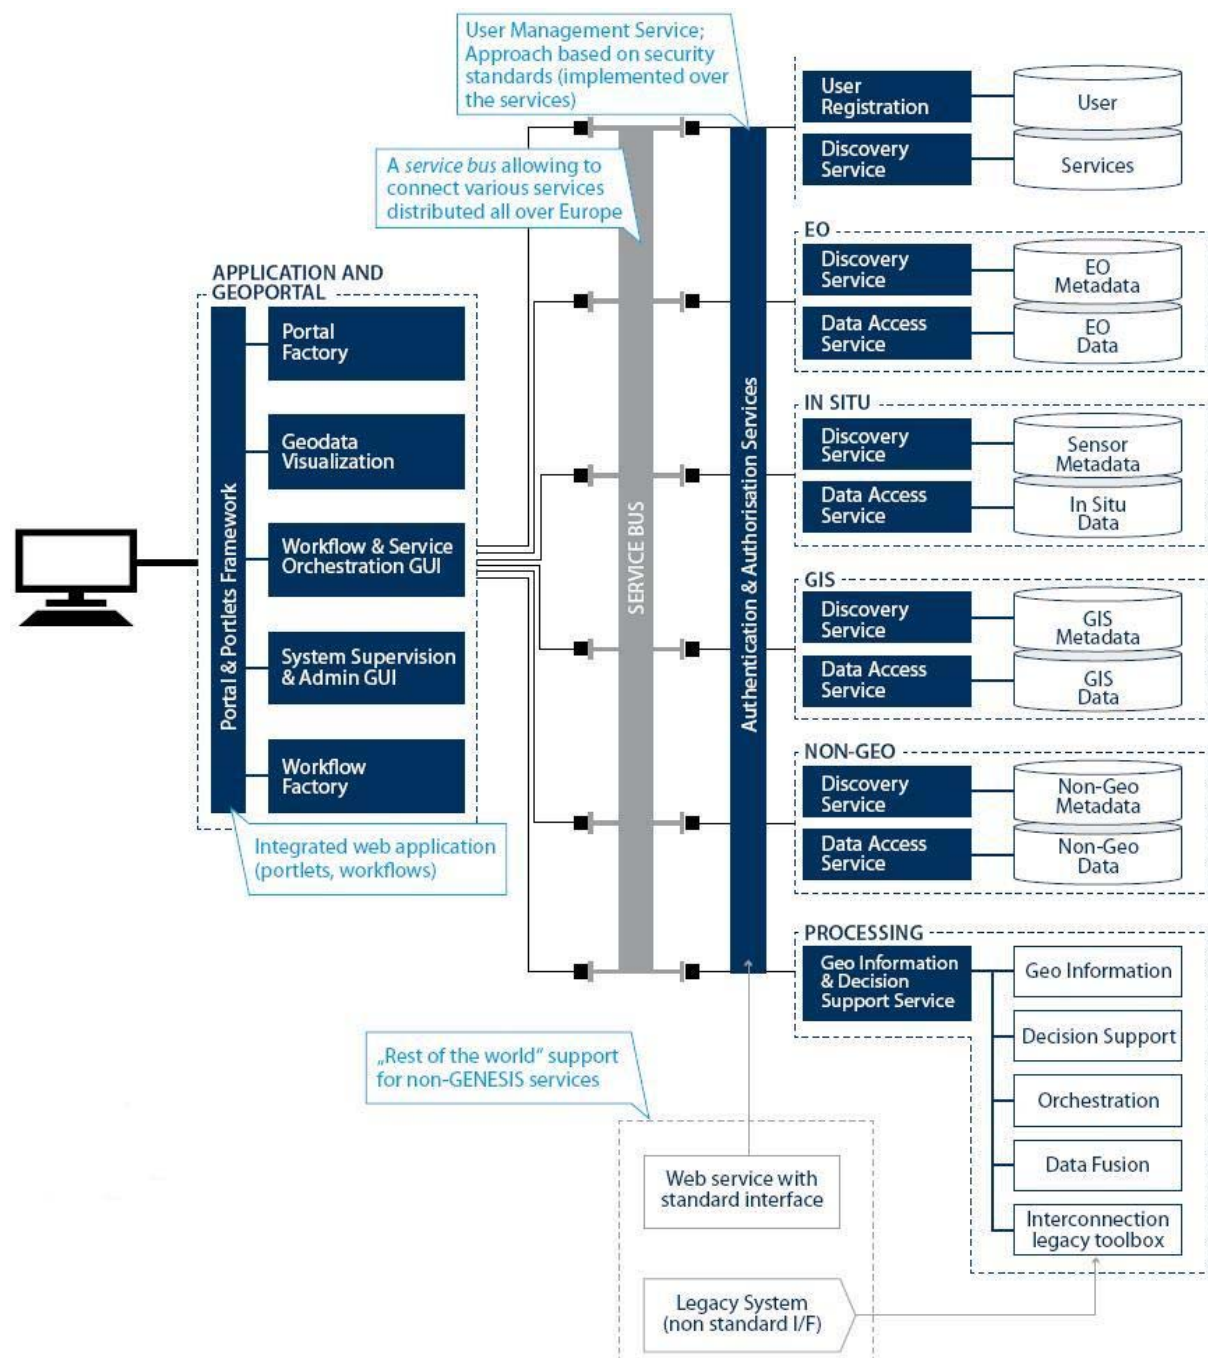 User Management Service;
Approach based on security
standards (implemented over
the services)
A service bus allowing to
connect various services
distributed all over Europe
APPLICATION AND
GEOPORTAL
Portal & Portlets Framework
Portal
Factory
Geodata
Visualization
Workflow & Service
Orchestration GUI
System Supervision
& Admin GUI
Workflow
Factory
Integrated web application
(portlets, workflows)
SERVICE BUS
Authentication & Authorisation Services
User
Registration
User
Discovery
Service
Services
EO
Discovery
Service
EO
Metadata
Data Access
Service
EO
Data
IN SITU
Discovery
Service
Sensor
Metadata
Data Access
Service
In Situ
Data
GIS
Discovery
Service
GIS
Metadata
Data Access
Service
GIS
Data
NON-GEO
Discovery
Service
Non-Geo
Metadata
Data Access
Service
Non-Geo
Data
PROCESSING
Geo Information
& Decision
Support Service
Geo Information
Decision Support
Orchestration
Data Fusion
Interconnection
legacy toolbox
„Rest of the world“ support
for non-GENESIS services
Web service with
standard interface
Legacy System
(non standard I/F)